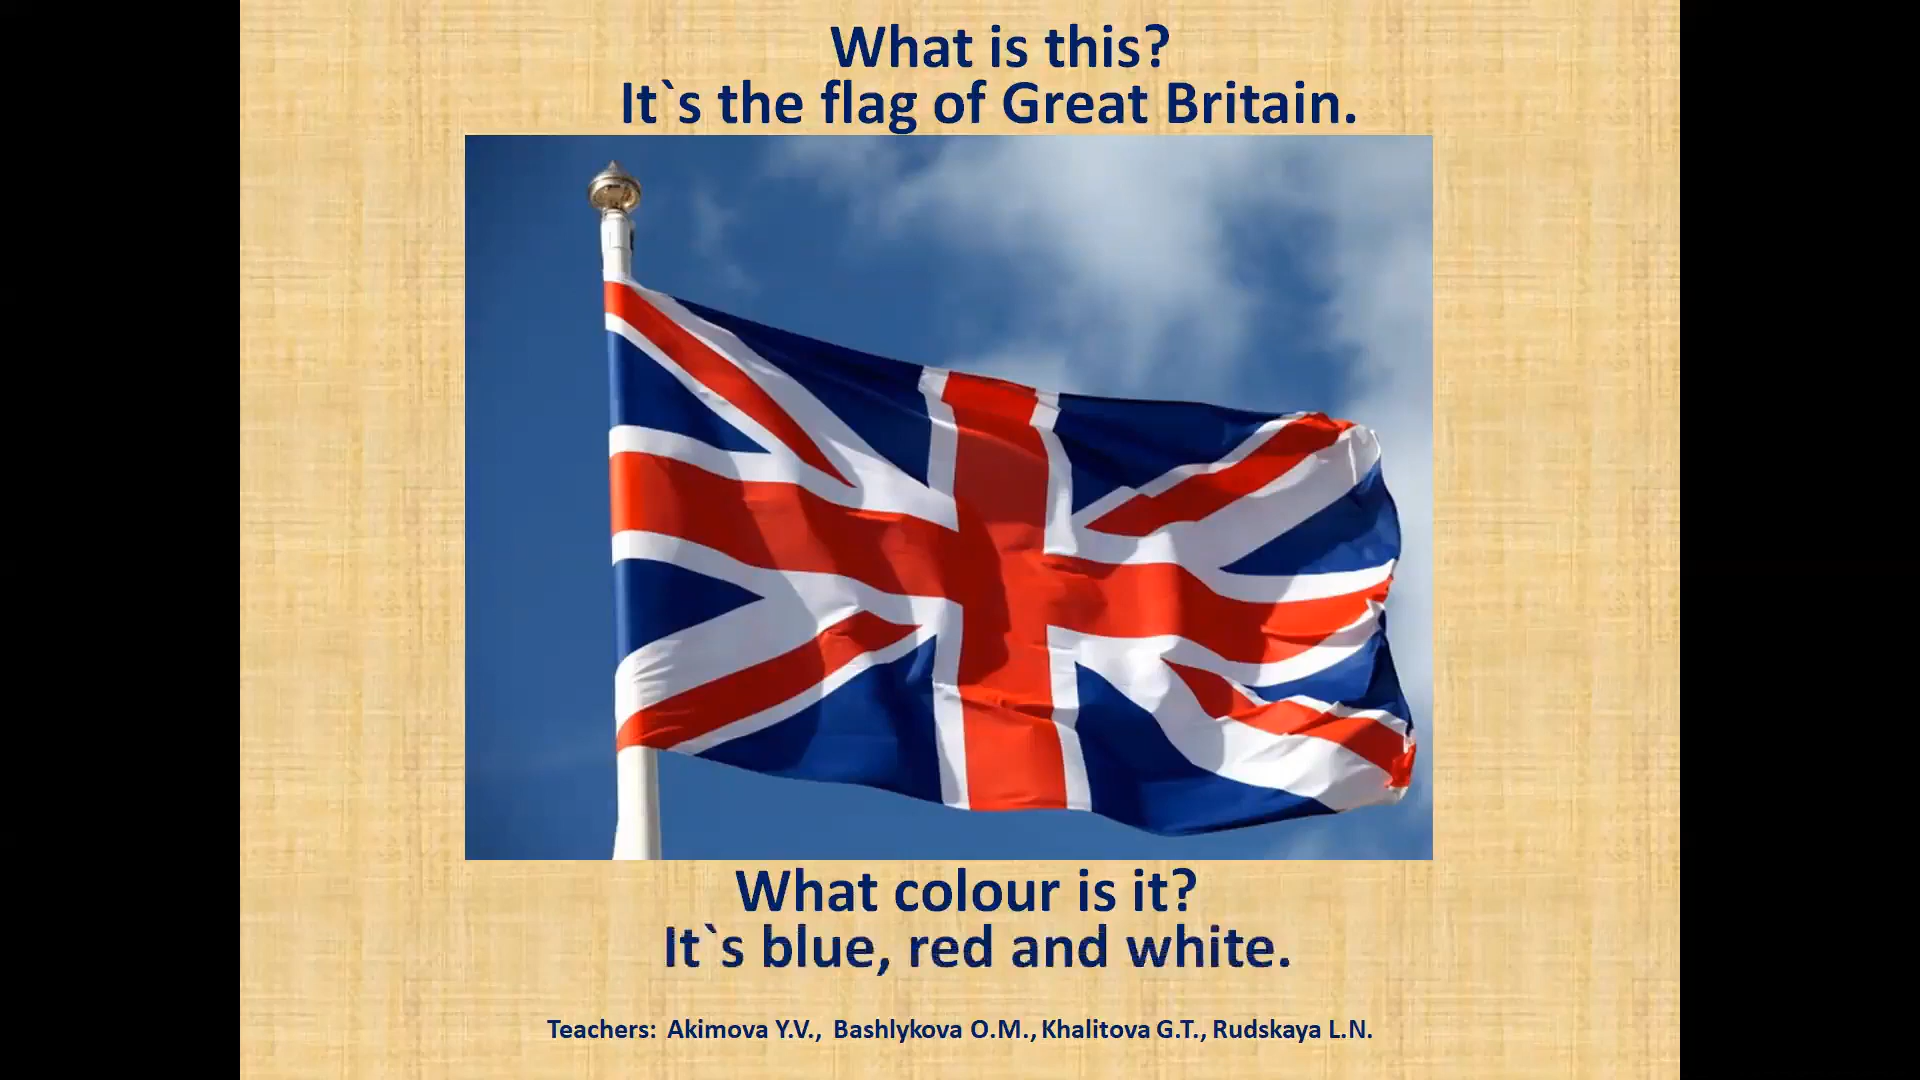 What is this?
It`s the flag of Great Britain.
What colour is it?
It`s blue, red and white.
Teachers: Akimova Y.V., Bashlykova O.M., Khalitova G.T., Rudskaya L.N.